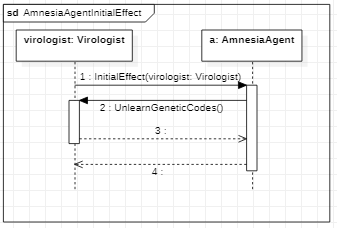 sd AmnesiaAgentInitialEffect
virologist: Virologist
a: AmnesiaAgent
1 : InitialEffect(virologist: Virologist)
2 : UnlearnGeneticCodes()
3 :
4 :